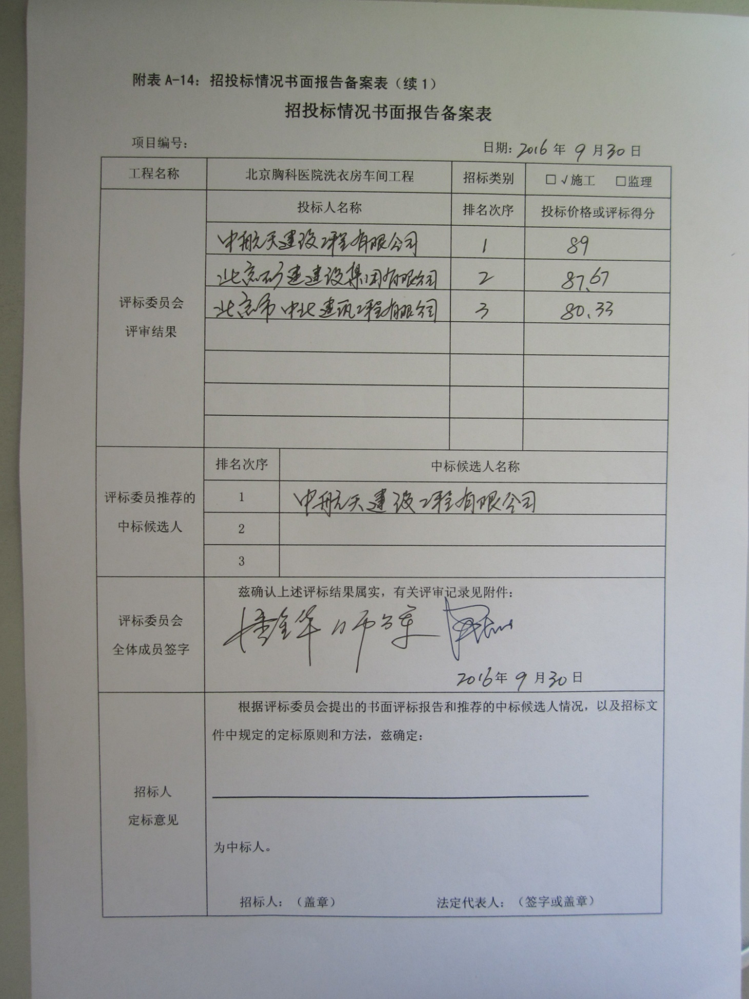 附表 A-14：招投标情况书面报告备案表（续 1）
招投标情况书面报告备案表
项目编号： 日期：2016 年 9 月 30 日
工程名称 北京胸科医院洗衣房车间工程 招标类别 □√施工 □监理
投标人名称 排名次序 投标价格或评标得分
中航天建设工程有限公司 1 89
北京矿建建设集团有限公司 2 87.67
评标委员会
北京市中北建筑工程有限公司 3 80.33
评审结果
排名次序 中标候选人名称
评标委员推荐的
1 中航天建设工程有限公司
中标候选人
2
3
兹确认上述评标结果属实，有关评审记录见附件：
评标委员会
全体成员签字
2016年 9 月 30 日
根据评标委员会提出的书面评标报告和推荐的中标候选人情况，以及招标文
件中规定的定标原则和方法，兹确定：
招标人
定标意见
为中标人。
招标人：（盖章） 法定代表人：（签字或盖章）